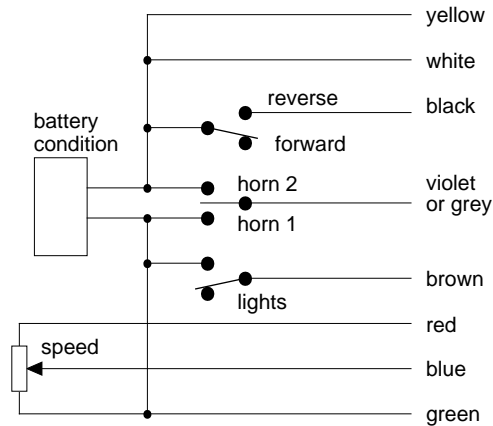 yellow
white
reverse
black
battery
condition
forward
horn 2
violet
or grey
horn 1
brown
lights
red
speed
blue
green